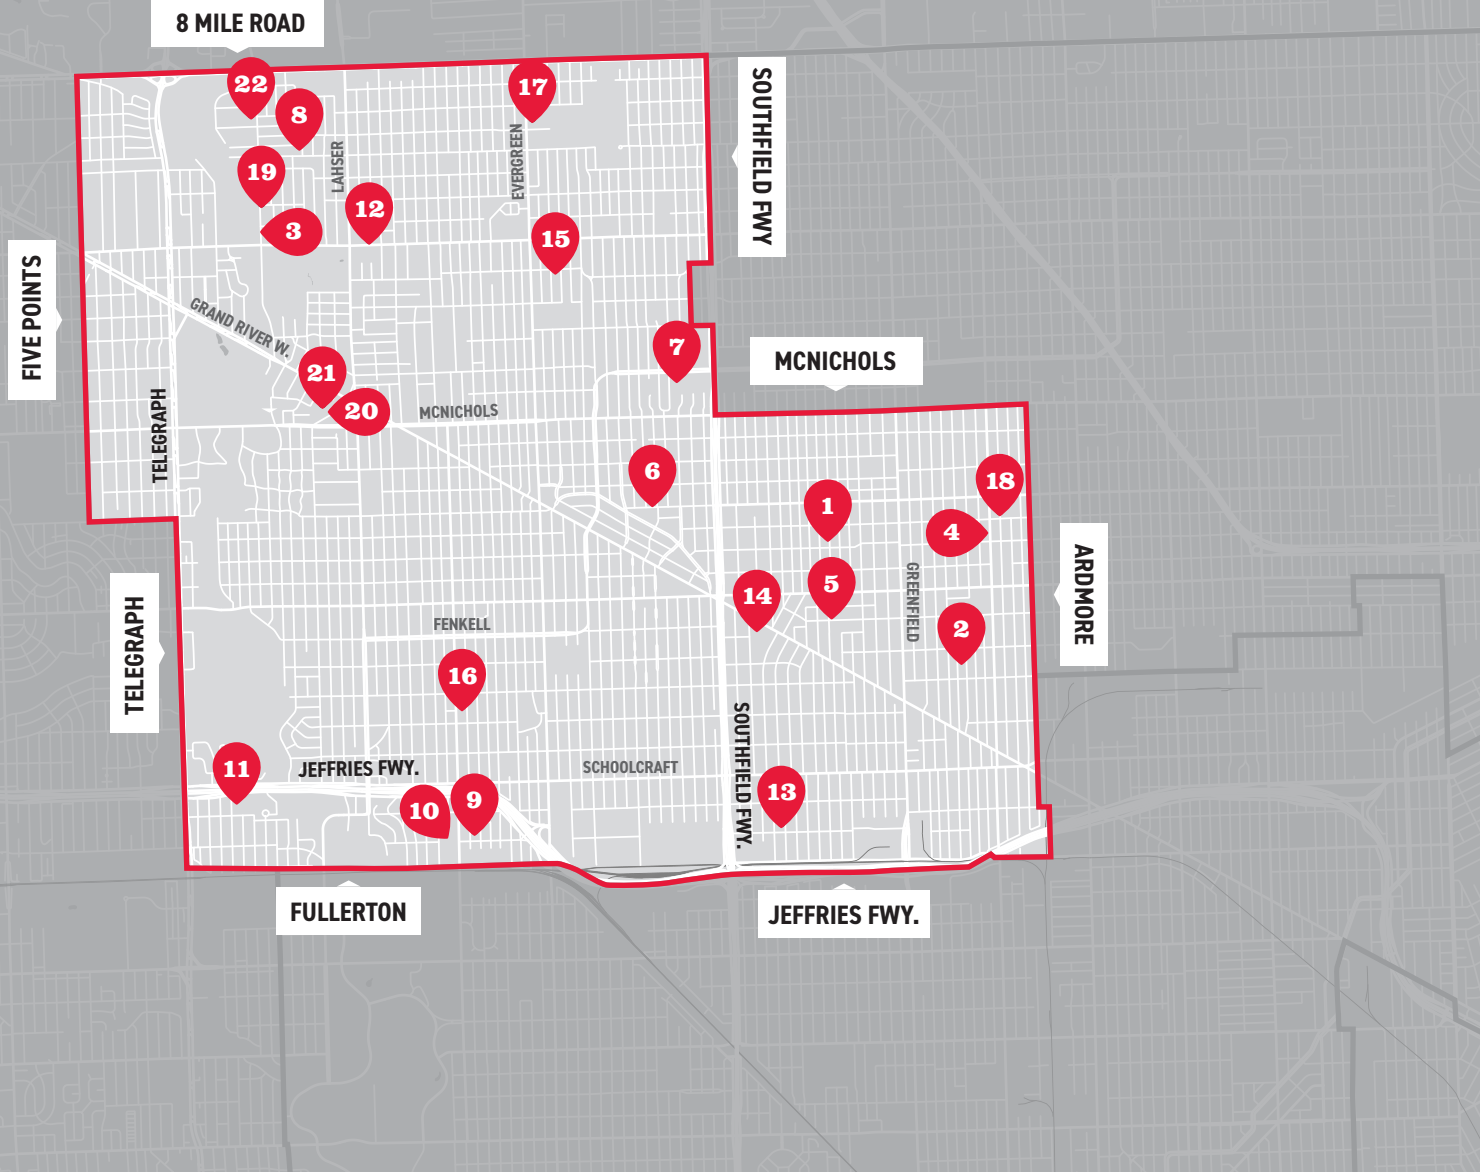 8 MILE ROAD
22
17
8
SOUTHFIELD FWY
LAHSER
EVERGREEN
19
12
3
15
FIVE POINTS
GRAND RIVER W.
7
MCNICHOLS
21
20
MCNICHOLS
TELEGRAPH
6
18
1
4
ARDMORE
5
14
GREENFIELD
2
FENKELL
TELEGRAPH
16
SOUTHFIELD FWY.
11
JEFFRIES FWY.
SCHOOLCRAFT
13
10
9
FULLERTON
JEFFRIES FWY.